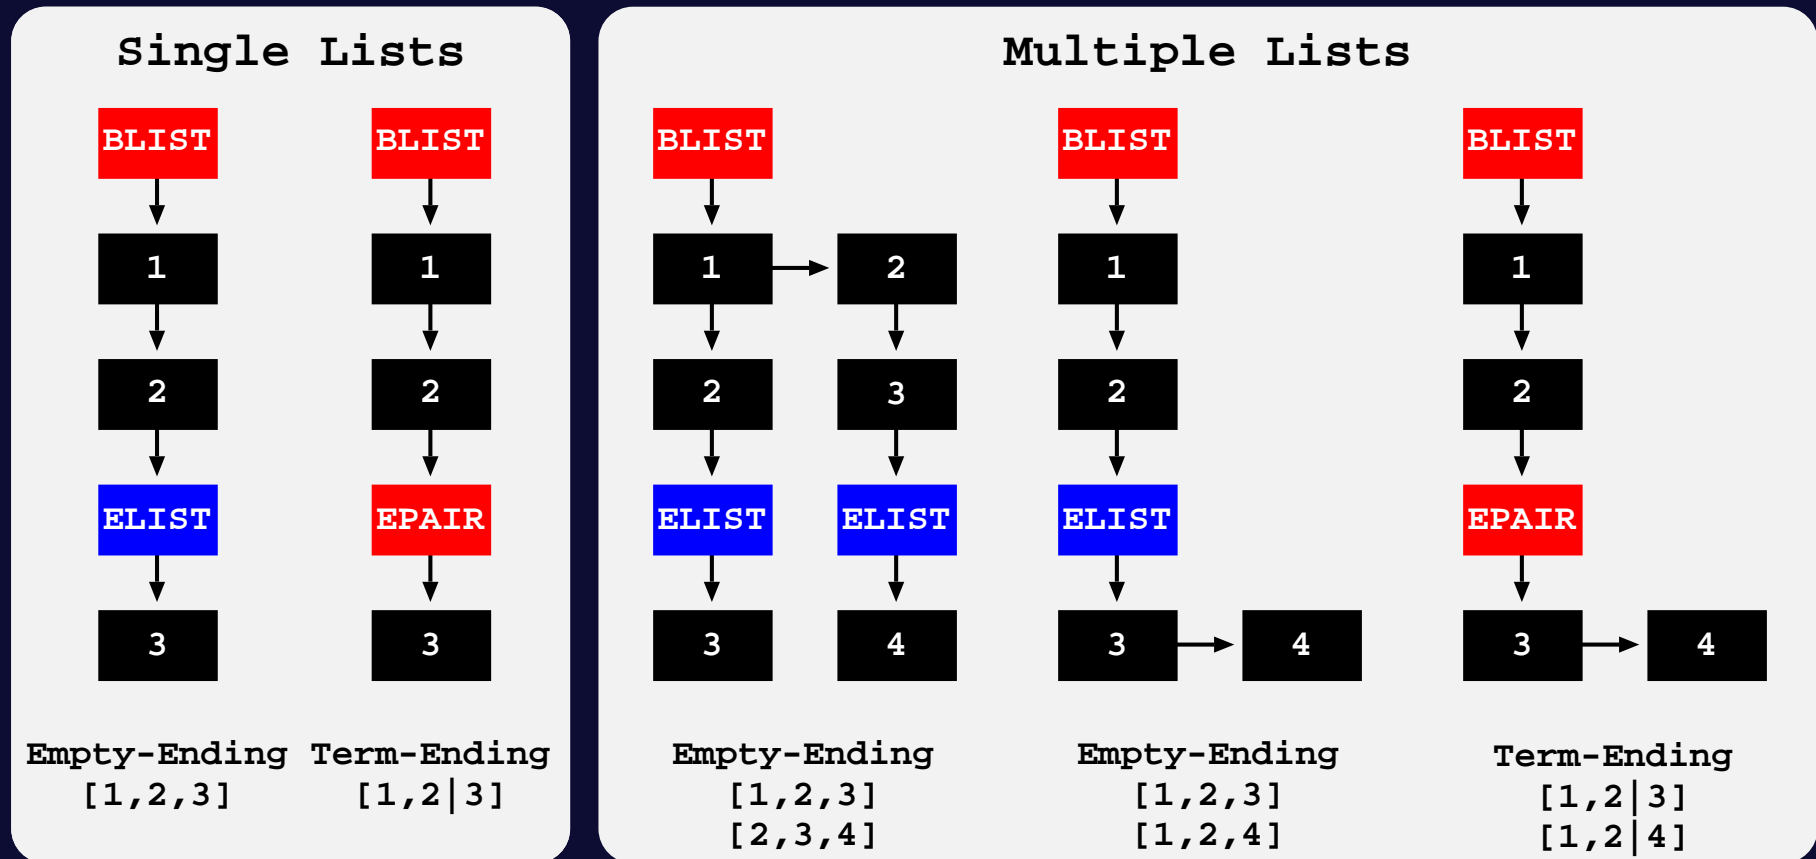 Single Lists
BLIST BLIST
1 1
2 2
ELIST EPAIR
3 3
Empty-Ending Term-Ending
[1,2,3] [1,2|3]
Multiple Lists
BLIST BLIST BLIST
1 2 1 1
2 3 2 2
ELIST ELIST ELIST EPAIR
3 4 3 4 3 4
Empty-Ending Empty-Ending Term-Ending
[1,2,3] [1,2,3] [1,2|3]
[2,3,4] [1,2,4] [1,2|4]